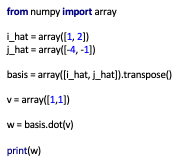 from numpy import array
i_hat = array([1, 2])
j_hat = array([-4, -1])
basis = array([i_hat, j_hat]).transpose()
v = array([1,1])
w = basis.dot(v)
print(w)